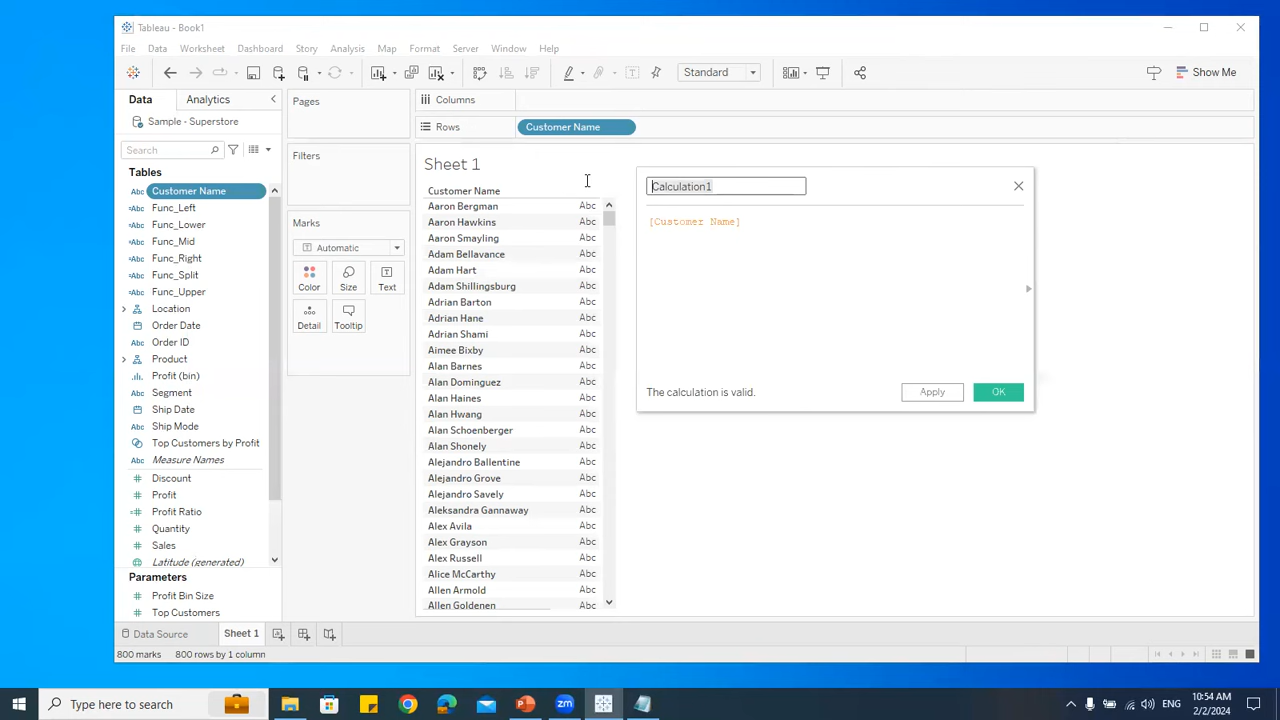 Tableau - Book1
File Data Worksheet Dashboard Story Analysis Map Format Server Window Help
Standard
Show Me
Data Analytics
Sample - Superstore
Search
Tables
Customer Name
Func_Left
Func_Lower
Func_Mid
Func_Right
Func_Split
Func_Upper
Location
Order Date
Order ID
Product
Profit (bin)
Segment
Ship Date
Ship Mode
Top Customers by Profit
Measure Names
Discount
Profit
Profit Ratio
Quantity
Sales
Latitude (generated)
Parameters
Profit Bin Size
Top Customers
Pages
Filters
Marks
Automatic
Color Size Text
Detail Tooltip
Columns
Rows Customer Name
Sheet 1
Customer Name
Aaron Bergman Abc
Aaron Hawkins Abc
Aaron Smayling Abc
Adam Bellavance Abc
Adam Hart Abc
Adam Shillingsburg Abc
Adrian Barton Abc
Adrian Hane Abc
Adrian Shami Abc
Aimee Bixby Abc
Alan Barnes Abc
Alan Dominguez Abc
Alan Haines Abc
Alan Hwang Abc
Alan Schoenberger Abc
Alan Shonely Abc
Alejandro Ballentine Abc
Alejandro Grove Abc
Alejandro Savely Abc
Aleksandra Gannaway Abc
Alex Avila Abc
Alex Grayson Abc
Alex Russell Abc
Alice McCarthy Abc
Allen Arnold Abc
Allen Goldenen Abc
Calculation1
[Customer Name]
The calculation is valid.
Apply OK
Data Source Sheet 1
800 marks 800 rows by 1 column
Type here to search
ENG
10:54 AM
2/2/2024